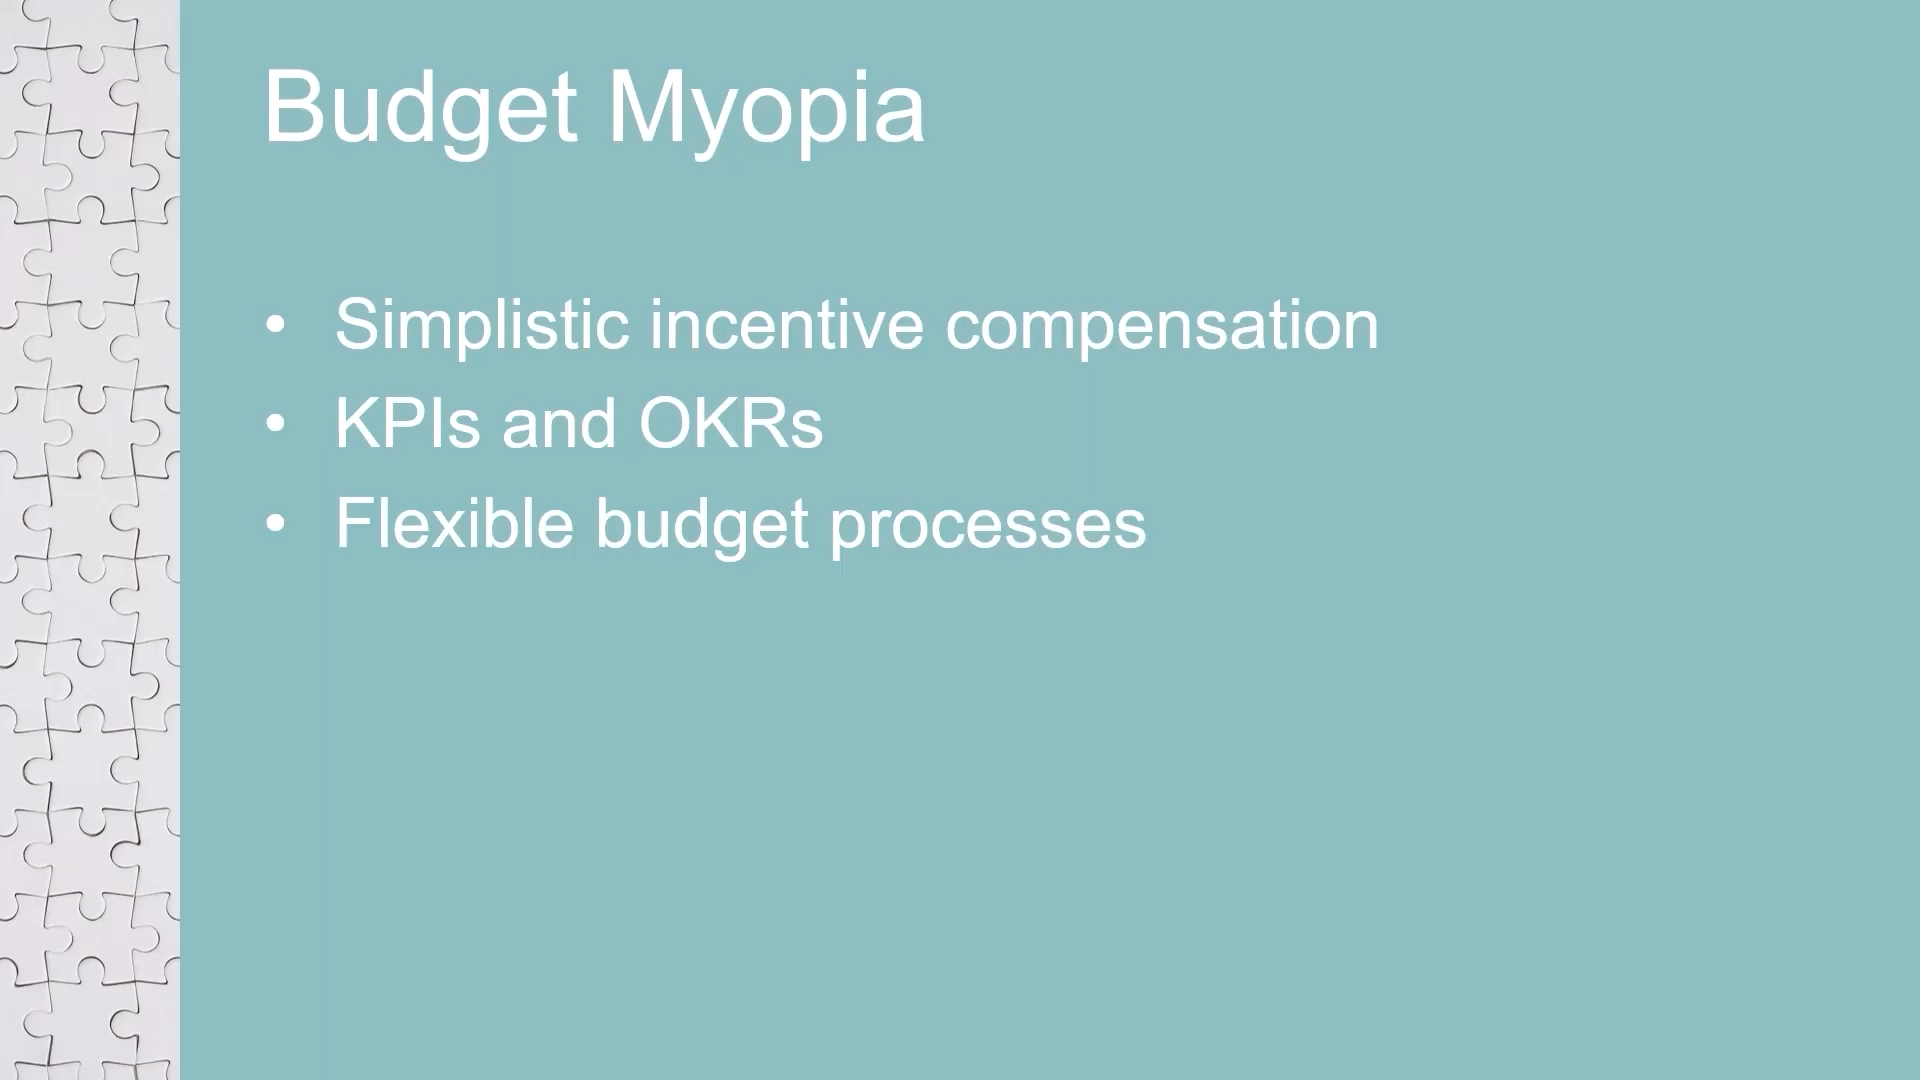 Budget Myopia
• Simplistic incentive compensation
• KPIs and OKRs
• Flexible budget processes